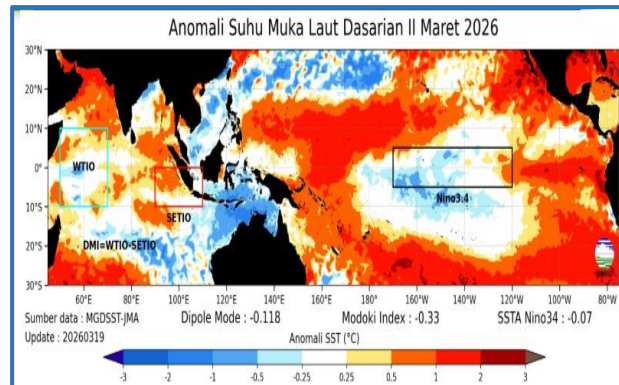 Anomali Suhu Muka Laut Dasarian II Maret 2026
30°N
20°N
10°N
0°
10°S
20°S
30°S
WTIO
SETIO
DMI=WTIO-SETIO
Nino3.4
BMKG
60°E 80°E 100°E 120°E 140°E 160°E 180° 160°W 140°W 120°W 100°W 80°W
Sumber data : MGDSST-JMA Dipole Mode : -0.118 Modoki Index : -0.33 SSTA Nino34 : -0.07
Update : 20260319
Anomali SST (°C)
-3 -2 -1 -0.5 -0.25 0.25 0.5 1 2 3